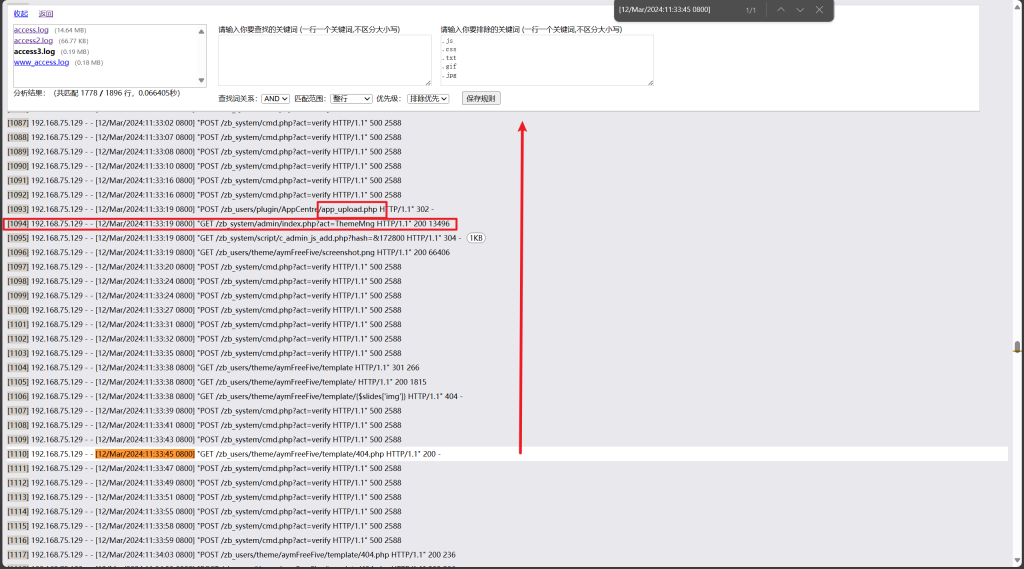 [12/Mar/2024:11:33:45 0800] 1/1
收起 返回
access.log (14.64 MB)
access2.log (66.77 KB)
access3.log (0.19 MB)
www_access.log (0.18 MB)
请输入你要查找的关键词 (一行一个关键词,不区分大小写)
请输入你要排除的关键词 (一行一个关键词,不区分大小写)
.js
.css
.txt
.gif
.jpg
分析结果: (共匹配 1778 / 1896 行, 0.066405秒)
查找词关系: AND 匹配范围: 整行 优先级: 排除优先 保存规则
[1087] 192.168.75.129 - - [12/Mar/2024:11:33:02 0800] "POST /zb_system/cmd.php?act=verify HTTP/1.1" 500 2588
[1088] 192.168.75.129 - - [12/Mar/2024:11:33:07 0800] "POST /zb_system/cmd.php?act=verify HTTP/1.1" 500 2588
[1089] 192.168.75.129 - - [12/Mar/2024:11:33:08 0800] "POST /zb_system/cmd.php?act=verify HTTP/1.1" 500 2588
[1090] 192.168.75.129 - - [12/Mar/2024:11:33:10 0800] "POST /zb_system/cmd.php?act=verify HTTP/1.1" 500 2588
[1091] 192.168.75.129 - - [12/Mar/2024:11:33:16 0800] "POST /zb_system/cmd.php?act=verify HTTP/1.1" 500 2588
[1092] 192.168.75.129 - - [12/Mar/2024:11:33:16 0800] "POST /zb_system/cmd.php?act=verify HTTP/1.1" 500 2588
[1093] 192.168.75.129 - - [12/Mar/2024:11:33:19 0800] "POST /zb_users/plugin/AppCentre/app_upload.php HTTP/1.1" 302 -
[1094] 192.168.75.129 - - [12/Mar/2024:11:33:19 0800] "GET /zb_system/admin/index.php?act=ThemeMng HTTP/1.1" 200 13496
[1095] 192.168.75.129 - - [12/Mar/2024:11:33:19 0800] "GET /zb_system/script/c_admin_js_add.php?hash=&172800 HTTP/1.1" 304 - 1KB
[1096] 192.168.75.129 - - [12/Mar/2024:11:33:19 0800] "GET /zb_users/theme/aymFreeFive/screenshot.png HTTP/1.1" 200 66406
[1097] 192.168.75.129 - - [12/Mar/2024:11:33:20 0800] "POST /zb_system/cmd.php?act=verify HTTP/1.1" 500 2588
[1098] 192.168.75.129 - - [12/Mar/2024:11:33:24 0800] "POST /zb_system/cmd.php?act=verify HTTP/1.1" 500 2588
[1099] 192.168.75.129 - - [12/Mar/2024:11:33:24 0800] "POST /zb_system/cmd.php?act=verify HTTP/1.1" 500 2588
[1100] 192.168.75.129 - - [12/Mar/2024:11:33:27 0800] "POST /zb_system/cmd.php?act=verify HTTP/1.1" 500 2588
[1101] 192.168.75.129 - - [12/Mar/2024:11:33:31 0800] "POST /zb_system/cmd.php?act=verify HTTP/1.1" 500 2588
[1102] 192.168.75.129 - - [12/Mar/2024:11:33:32 0800] "POST /zb_system/cmd.php?act=verify HTTP/1.1" 500 2588
[1103] 192.168.75.129 - - [12/Mar/2024:11:33:35 0800] "POST /zb_system/cmd.php?act=verify HTTP/1.1" 500 2588
[1104] 192.168.75.129 - - [12/Mar/2024:11:33:38 0800] "GET /zb_users/theme/aymFreeFive/template HTTP/1.1" 301 266
[1105] 192.168.75.129 - - [12/Mar/2024:11:33:38 0800] "GET /zb_users/theme/aymFreeFive/template/ HTTP/1.1" 200 1815
[1106] 192.168.75.129 - - [12/Mar/2024:11:33:38 0800] "GET /zb_users/theme/aymFreeFive/template/{$slides['img']} HTTP/1.1" 404 -
[1107] 192.168.75.129 - - [12/Mar/2024:11:33:39 0800] "POST /zb_system/cmd.php?act=verify HTTP/1.1" 500 2588
[1108] 192.168.75.129 - - [12/Mar/2024:11:33:41 0800] "POST /zb_system/cmd.php?act=verify HTTP/1.1" 500 2588
[1109] 192.168.75.129 - - [12/Mar/2024:11:33:43 0800] "POST /zb_system/cmd.php?act=verify HTTP/1.1" 500 2588
[1110] 192.168.75.129 - - [12/Mar/2024:11:33:45 0800] "GET /zb_users/theme/aymFreeFive/template/404.php HTTP/1.1" 200 -
[1111] 192.168.75.129 - - [12/Mar/2024:11:33:47 0800] "POST /zb_system/cmd.php?act=verify HTTP/1.1" 500 2588
[1112] 192.168.75.129 - - [12/Mar/2024:11:33:49 0800] "POST /zb_system/cmd.php?act=verify HTTP/1.1" 500 2588
[1113] 192.168.75.129 - - [12/Mar/2024:11:33:51 0800] "POST /zb_system/cmd.php?act=verify HTTP/1.1" 500 2588
[1114] 192.168.75.129 - - [12/Mar/2024:11:33:55 0800] "POST /zb_system/cmd.php?act=verify HTTP/1.1" 500 2588
[1115] 192.168.75.129 - - [12/Mar/2024:11:33:58 0800] "POST /zb_system/cmd.php?act=verify HTTP/1.1" 500 2588
[1116] 192.168.75.129 - - [12/Mar/2024:11:33:59 0800] "POST /zb_system/cmd.php?act=verify HTTP/1.1" 500 2588
[1117] 192.168.75.129 - - [12/Mar/2024:11:34:03 0800] "POST /zb_users/theme/aymFreeFive/template/404.php HTTP/1.1" 200 236